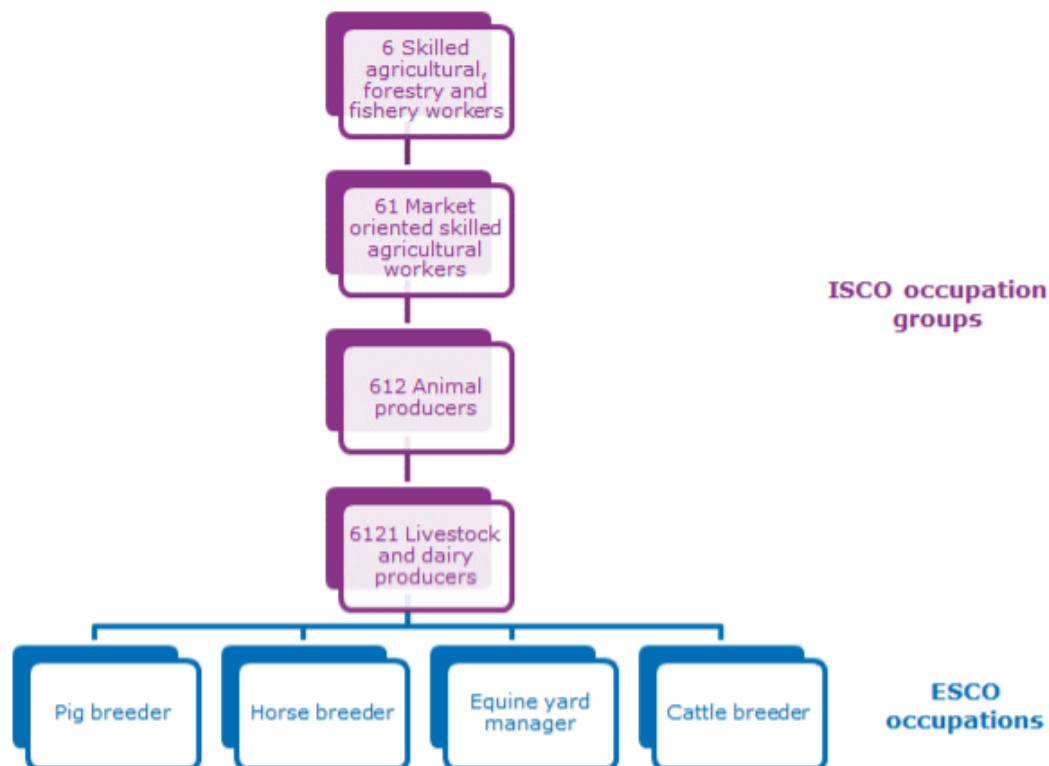 6 Skilled
agricultural,
forestry and
fishery workers
61 Market
oriented skilled
agricultural
workers
ISCO occupation
groups
612 Animal
producers
6121 Livestock
and dairy
producers
Pig breeder
Horse breeder
Equine yard
manager
Cattle breeder
ESCO
occupations